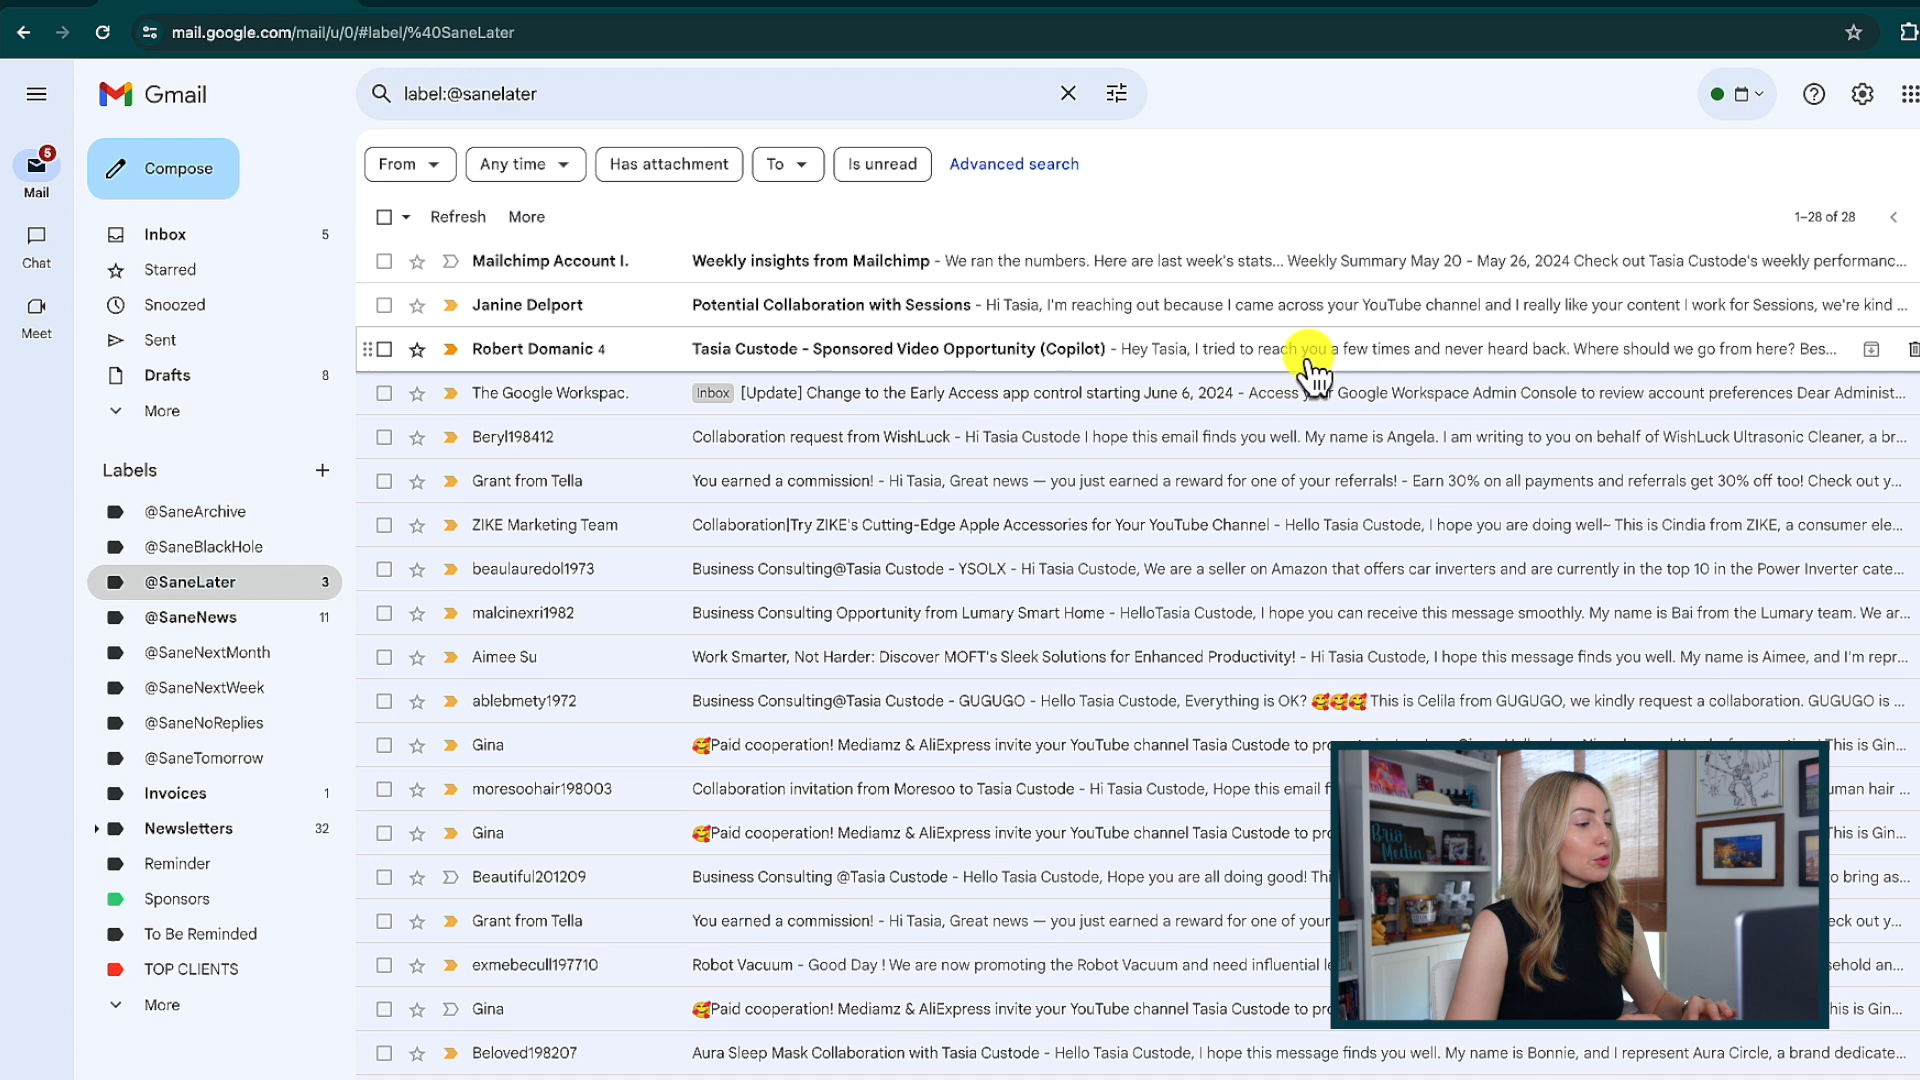 mail.google.com/mail/u/0/#label/%40SaneLater
Gmail
label:@sanelater
5
Mail
Chat
Meet
Compose
Inbox 5
Starred
Snoozed
Sent
Drafts 8
More
Labels
@SaneArchive
@SaneBlackHole
@SaneLater 3
@SaneNews 11
@SaneNextMonth
@SaneNextWeek
@SaneNoReplies
@SaneTomorrow
Invoices 1
Newsletters 32
Reminder
Sponsors
To Be Reminded
TOP CLIENTS
More
From Any time Has attachment To Is unread Advanced search
Refresh More 1–28 of 28
Mailchimp Account I. Weekly insights from Mailchimp - We ran the numbers. Here are last week's stats... Weekly Summary May 20 - May 26, 2024 Check out Tasia Custode's weekly performanc...
Janine Delport Potential Collaboration with Sessions - Hi Tasia, I'm reaching out because I came across your YouTube channel and I really like your content I work for Sessions, we're kind ...
Robert Domanic 4 Tasia Custode - Sponsored Video Opportunity (Copilot) - Hey Tasia, I tried to reach you a few times and never heard back. Where should we go from here? Bes...
The Google Workspac. Inbox [Update] Change to the Early Access app control starting June 6, 2024 - Access Google Workspace Admin Console to review account preferences Dear Administ...
Beryl198412 Collaboration request from WishLuck - Hi Tasia Custode I hope this email finds you well. My name is Angela. I am writing to you on behalf of WishLuck Ultrasonic Cleaner, a br...
Grant from Tella You earned a commission! - Hi Tasia, Great news — you just earned a reward for one of your referrals! - Earn 30% on all payments and referrals get 30% off too! Check out y...
ZIKE Marketing Team Collaboration|Try ZIKE's Cutting-Edge Apple Accessories for Your YouTube Channel - Hello Tasia Custode, I hope you are doing well~ This is Cindia from ZIKE, a consumer ele...
beaulauredol1973 Business Consulting@Tasia Custode - YSOLX - Hi Tasia Custode, We are a seller on Amazon that offers car inverters and are currently in the top 10 in the Power Inverter cate...
malcinexri1982 Business Consulting Opportunity from Lumary Smart Home - HelloTasia Custode, I hope you can receive this message smoothly. My name is Bai from the Lumary team. We ar...
Aimee Su Work Smarter, Not Harder: Discover MOFT's Sleek Solutions for Enhanced Productivity! - Hi Tasia Custode, I hope this message finds you well. My name is Aimee, and I'm repr...
ablebmety1972 Business Consulting@Tasia Custode - GUGUGO - Hello Tasia Custode, Everything is OK? 🥰🥰🥰 This is Celila from GUGUGO, we kindly request a collaboration. GUGUGO is ...
Gina 🥰Paid cooperation! Mediamz & AliExpress invite your YouTube channel Tasia Custode to This is Gin...
moresoohair198003 Collaboration invitation from Moresoo to Tasia Custode - Hi Tasia Custode, Hope this email hair ...
Gina 🥰Paid cooperation! Mediamz & AliExpress invite your YouTube channel Tasia Custode to This is Gin...
Beautiful201209 Business Consulting @Tasia Custode - Hello Tasia Custode, Hope you are all doing good! to bring as...
Grant from Tella You earned a commission! - Hi Tasia, Great news — you just earned a reward for one of your out y...
exmebecull197710 Robot Vacuum - Good Day ! We are now promoting the Robot Vacuum and need influential an...
Gina 🥰Paid cooperation! Mediamz & AliExpress invite your YouTube channel Tasia Custode to is Gin...
Beloved198207 Aura Sleep Mask Collaboration with Tasia Custode - Hello Tasia Custode, I hope this message finds you well. My name is Bonnie, and I represent Aura Circle, a brand dedicate...
Brio
Media